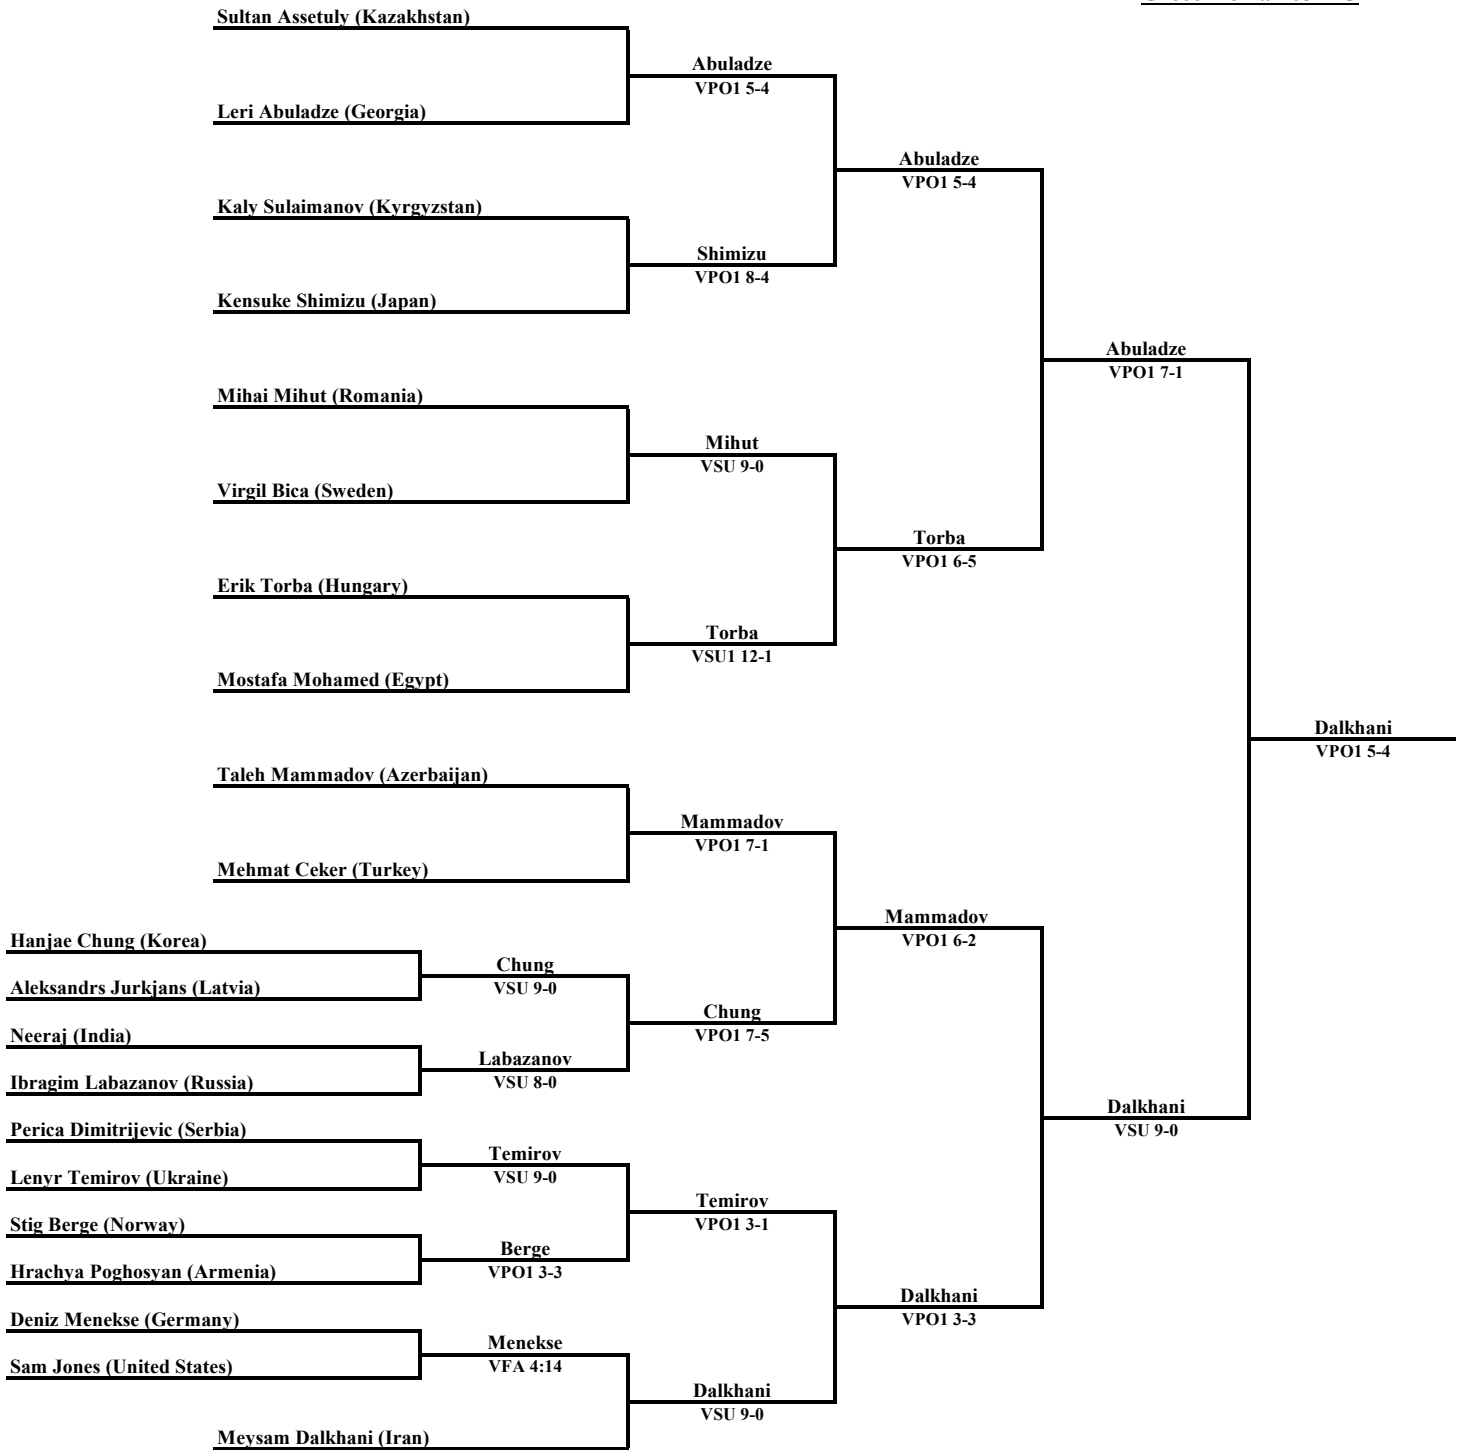 Sultan Assetuly (Kazakhstan)
Abuladze
VPO1 5-4
Leri Abuladze (Georgia)
Abuladze
VPO1 5-4
Kaly Sulaimanov (Kyrgyzstan)
Shimizu
VPO1 8-4
Kensuke Shimizu (Japan)
Abuladze
VPO1 7-1
Mihai Mihut (Romania)
Mihut
VSU 9-0
Virgil Bica (Sweden)
Torba
VPO1 6-5
Erik Torba (Hungary)
Torba
VSU1 12-1
Mostafa Mohamed (Egypt)
Dalkhani
VPO1 5-4
Taleh Mammadov (Azerbaijan)
Mammadov
VPO1 7-1
Mehmat Ceker (Turkey)
Mammadov
VPO1 6-2
Hanjae Chung (Korea)
Chung
VSU 9-0
Aleksandrs Jurkjans (Latvia)
Chung
VPO1 7-5
Neeraj (India)
Labazanov
VSU 8-0
Ibragim Labazanov (Russia)
Dalkhani
VSU 9-0
Perica Dimitrijevic (Serbia)
Temirov
VSU 9-0
Lenyr Temirov (Ukraine)
Temirov
VPO1 3-1
Stig Berge (Norway)
Berge
VPO1 3-3
Hrachya Poghosyan (Armenia)
Dalkhani
VPO1 3-3
Deniz Menekse (Germany)
Menekse
VFA 4:14
Sam Jones (United States)
Dalkhani
VSU 9-0
Meysam Dalkhani (Iran)